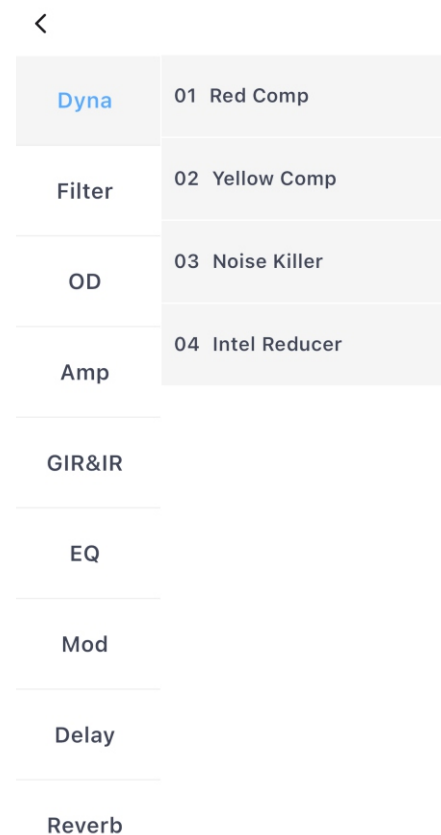 Dyna
01 Red Comp
Filter
02 Yellow Comp
03 Noise Killer
OD
04 Intel Reducer
Amp
GIR&IR
EQ
Mod
Delay
Reverb